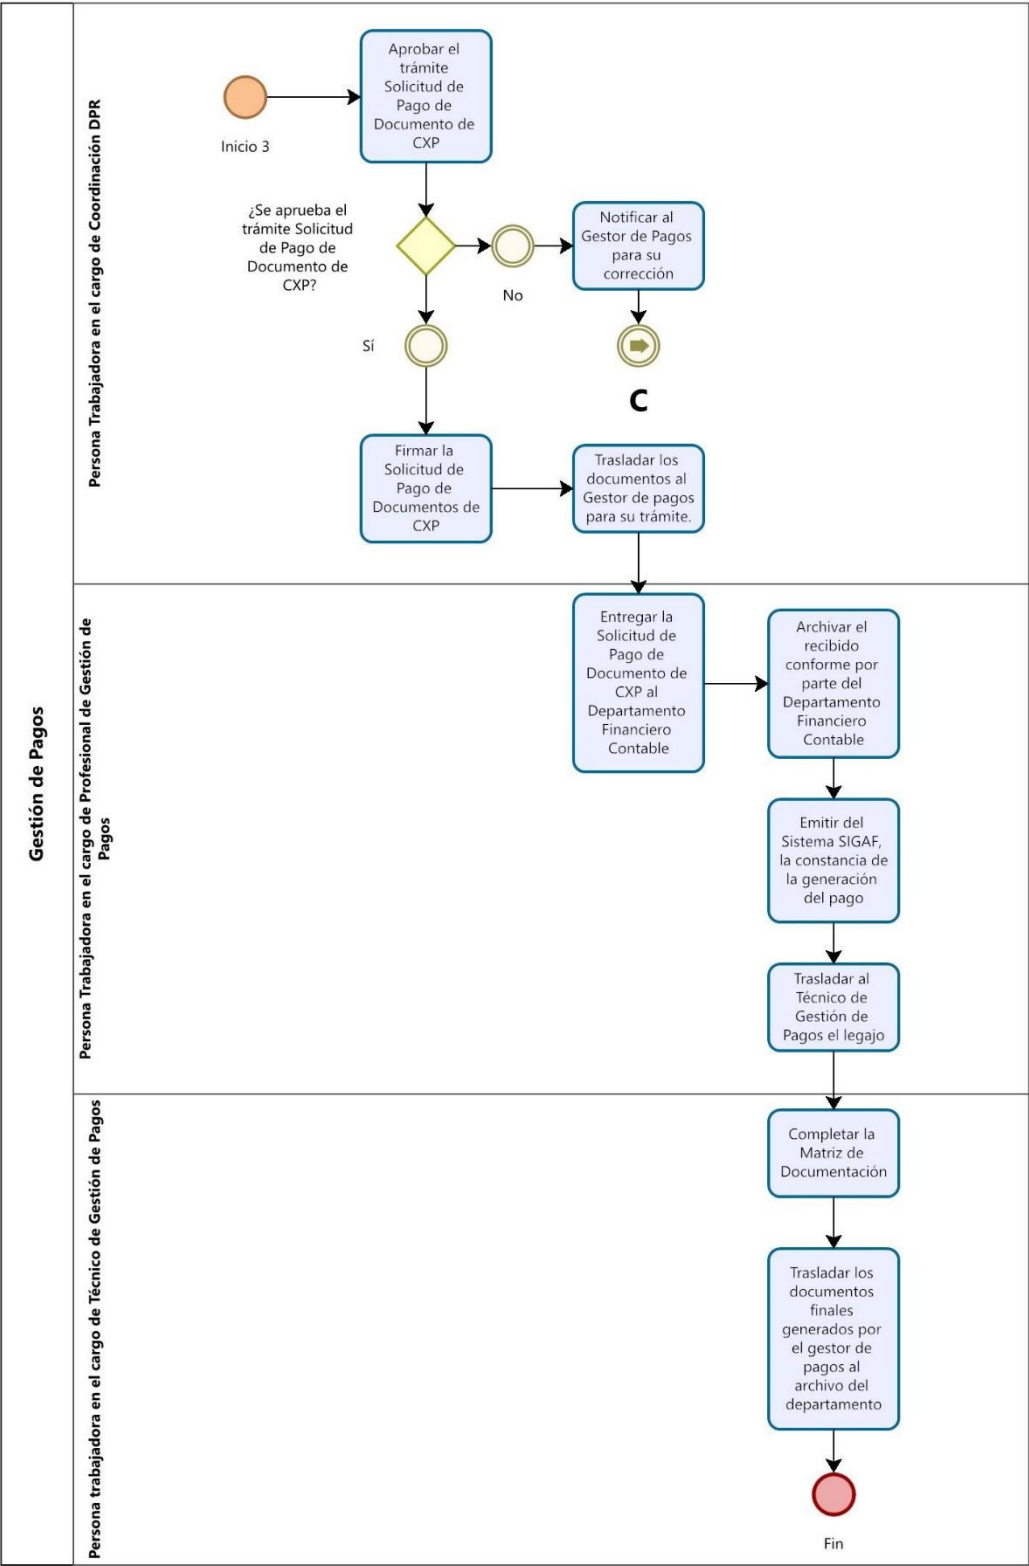 Gestión de Pagos
Persona Trabajadora en el cargo de Coordinación DPR
Inicio 3
Aprobar el
trámite
Solicitud de
Pago de
Documento de
CXP
¿Se aprueba el
trámite Solicitud
de Pago de
Documento de
CXP?
No
Notificar al
Gestor de Pagos
para su
corrección
C
Sí
Firmar la
Solicitud de
Pago de
Documentos de
CXP
Trasladar los
documentos al
Gestor de pagos
para su trámite.
Persona Trabajadora en el cargo de Profesional de Gestión de
Pagos
Entregar la
Solicitud de
Pago de
Documento de
CXP al
Departamento
Financiero
Contable
Archivar el
recibido
conforme por
parte del
Departamento
Financiero
Contable
Emitir del
Sistema SIGAF,
la constancia de
la generación
del pago
Trasladar al
Técnico de
Gestión de
Pagos el legajo
Persona trabajadora en el cargo de Técnico de Gestión de Pagos
Completar la
Matriz de
Documentación
Trasladar los
documentos
finales
generados por
el gestor de
pagos al
archivo del
departamento
Fin